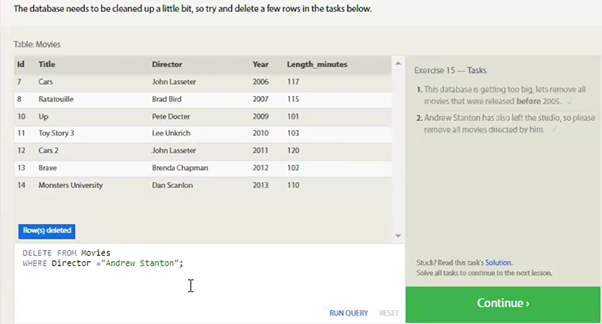 The database needs to be cleaned up a little bit, so try and delete a few rows in the tasks below.
Table: Movies
Id Title Director Year Length_minutes
7 Cars John Lasseter 2006 117
8 Ratatouille Brad Bird 2007 115
10 Up Pete Docter 2009 101
11 Toy Story 3 Lee Unkrich 2010 103
12 Cars 2 John Lasseter 2011 120
13 Brave Brenda Chapman 2012 102
14 Monsters University Dan Scanlon 2013 110
Row(s) deleted
DELETE FROM Movies
WHERE Director ="Andrew Stanton";
RUN QUERY RESET
Exercise 15 — Tasks
1. This database is getting too big, lets remove all
movies that were released before 2005. ✓
2. Andrew Stanton has also left the studio, so please
remove all movies directed by him. ✓
Stuck? Read this task's Solution.
Solve all tasks to continue to the next lesson.
Continue ›